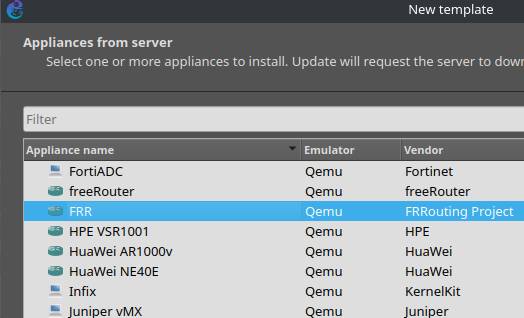 New template
Appliances from server
Select one or more appliances to install. Update will request the server to down
Filter
Appliance name Emulator Vendor
FortiADC Qemu Fortinet
freeRouter Qemu freeRouter
FRR Qemu FRRouting Project
HPE VSR1001 Qemu HPE
HuaWei AR1000v Qemu HuaWei
HuaWei NE40E Qemu HuaWei
Infix Qemu KernelKit
Juniper vMX Qemu Juniper